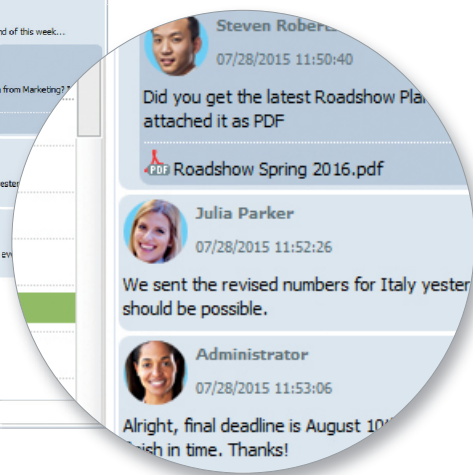 nd of this week...
from Marketing?
Steven Robert
07/28/2015 11:50:40
Did you get the latest Roadshow Pla
attached it as PDF
PDF Roadshow Spring 2016.pdf
Julia Parker
07/28/2015 11:52:26
We sent the revised numbers for Italy yester
should be possible.
Administrator
07/28/2015 11:53:06
Alright, final deadline is August 10
ish in time. Thanks!